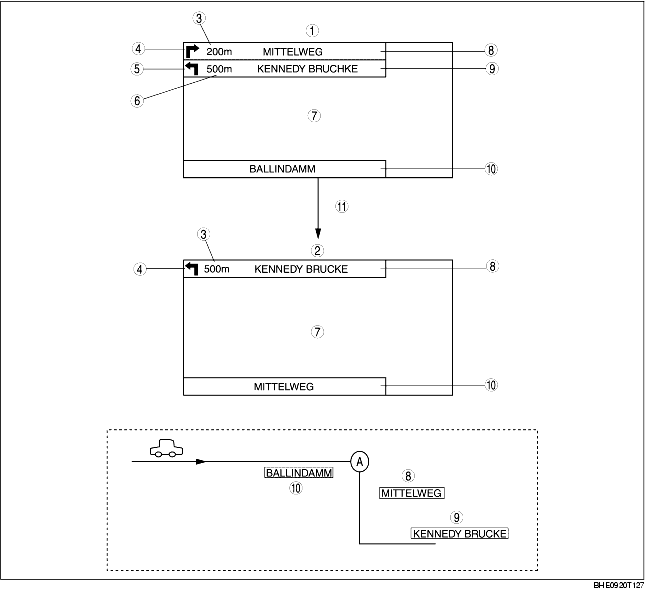 ③ ①
④ 200m MITTELWEG ⑧
⑤ 500m KENNEDY BRUCHKE ⑨
⑥
⑦
BALLINDAMM ⑩
⑪
③ ②
④ 500m KENNEDY BRUCKE ⑧
⑦
MITTELWEG ⑩
A
BALLINDAMM ⑧
⑩ MITTELWEG
⑨
KENNEDY BRUCKE
BHE0920T127